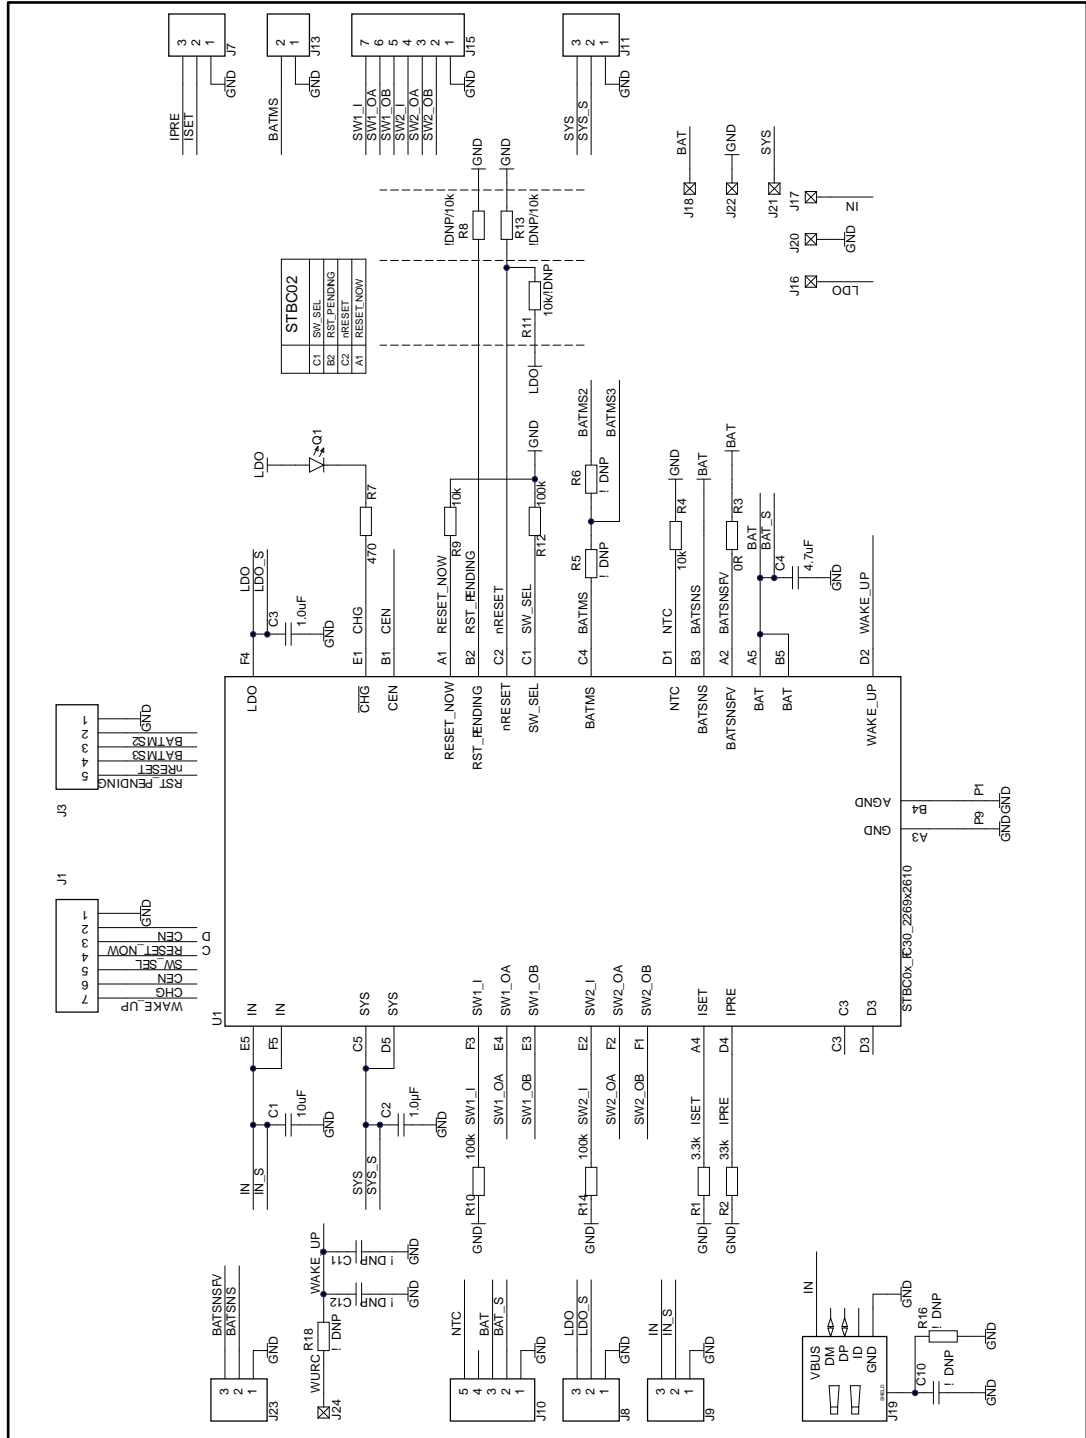 3
2
1
J7
IPRE
ISET
GND
2
1
J13
BATMS
GND
7
6
5
4
3
2
1
J15
SW1_I
SW1_OA
SW1_OB
SW2_I
SW2_OA
SW2_OB
GND
3
2
1
J11
SYS
SYS_S
GND
STBC02
C1 SW_SEL
B2 RST_PENDING
C2 nRESET
A1 RESET_NOW
!DNP/10k
R8
GND
R13
!DNP/10k
GND
R11
10k/!DNP
LDO
J18
BAT
J22
GND
J21
SYS
J17
IN
J20
GND
J16
LDO
LDO
Q1
R7
470
LDO
LDO_S
C3
1.0uF
GND
F4
LDO
E1
CHG
CHG
B1
CEN
CEN
10k
R9
A1
RESET_NOW
RESET_NOW
B2
RST_PENDING
RST_PENDING
C2
nRESET
nRESET
100k
R12
GND
C1
SW_SEL
SW_SEL
R6
! DNP
BATMS2
BATMS3
R5
! DNP
C4
BATMS
BATMS
R4
10k
GND
D1
NTC
NTC
B3
BATSNS
BATSNS
BAT
R3
0R
BAT
A2
BATSNSFV
BATSNSFV
BAT
BAT_S
C4
4.7uF
GND
A5
BAT
B5
BAT
D2
WAKE_UP
WAKE_UP
J3
1
2
3
4
5
GND
BATMS2
BATMS3
nRESET
RST_PENDING
J1
1
2
3
4
5
6
7
GND
CEN
D
RESET_NOW
C
SW_SEL
CEN
CHG
WAKE_UP
AGND
B4
P1
GND
GND
A3
P9
GND
U1
STBC0x_FC30_2269x2610
E5
IN
F5
IN
IN
IN_S
C1
10uF
GND
C5
SYS
D5
SYS
SYS
SYS_S
C2
1.0µF
GND
F3
SW1_I
SW1_I
100k
R10
GND
E4
SW1_OA
SW1_OA
E3
SW1_OB
SW1_OB
E2
SW2_I
SW2_I
100k
R14
GND
F2
SW2_OA
SW2_OA
F1
SW2_OB
SW2_OB
A4
ISET
ISET
3.3k
R1
GND
D4
IPRE
IPRE
33k
R2
GND
C3
C3
D3
D3
BATSNSFV
BATSNS
3
2
1
J23
GND
WAKE_UP
C11
! DNP
GND
C12
! DNP
GND
R18
! DNP
WURC
J24
NTC
BAT
BAT_S
5
4
3
2
1
J10
GND
LDO
LDO_S
3
2
1
J8
GND
IN
IN_S
3
2
1
J9
GND
IN
VBUS
DM
DP
ID
GND
SHIELD
J19
GND
R16
! DNP
GND
C10
! DNP
GND